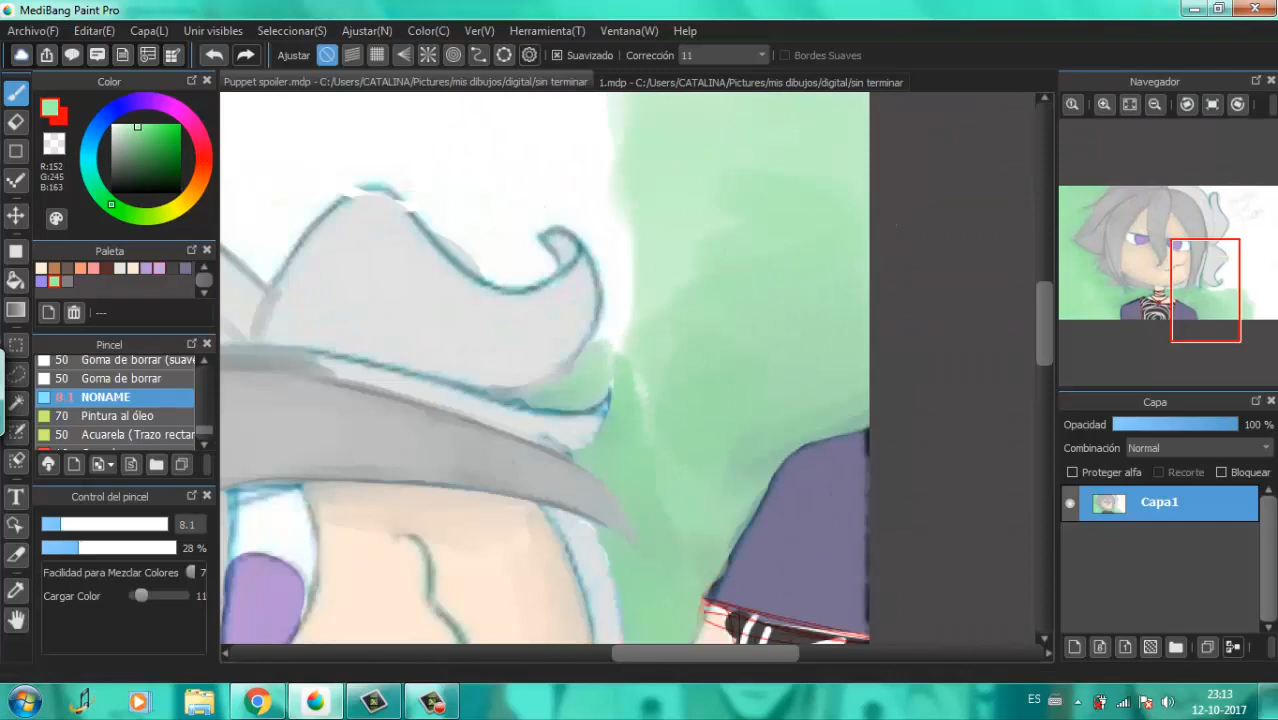 MediBang Paint Pro
Archivo(F) Editar(E) Capa(L) Unir visibles Seleccionar(S) Ajustar(N) Color(C) Ver(V) Herramienta(T) Ventana(W) Help
Ajustar Suavizado Corrección 11 Bordes Suaves
Color
Puppet spoiler.mdp - C:/Users/CATALINA/Pictures/mis dibujos/digital/sin terminar
1.mdp - C:/Users/CATALINA/Pictures/mis dibujos/digital/sin terminar
Navegador
R:152
G:245
B:163
Paleta
---
Pincel
50 Goma de borrar (suave
50 Goma de borrar
8.1 NONAME
70 Pintura al óleo
50 Acuarela (Trazo rectar
Control del pincel
8.1
28 %
Facilidad para Mezclar Colores 7
Cargar Color 11
Capa
Opacidad 100 %
Combinación Normal
Proteger alfa Recorte Bloquear
Capa1
ES
23:13
12-10-2017